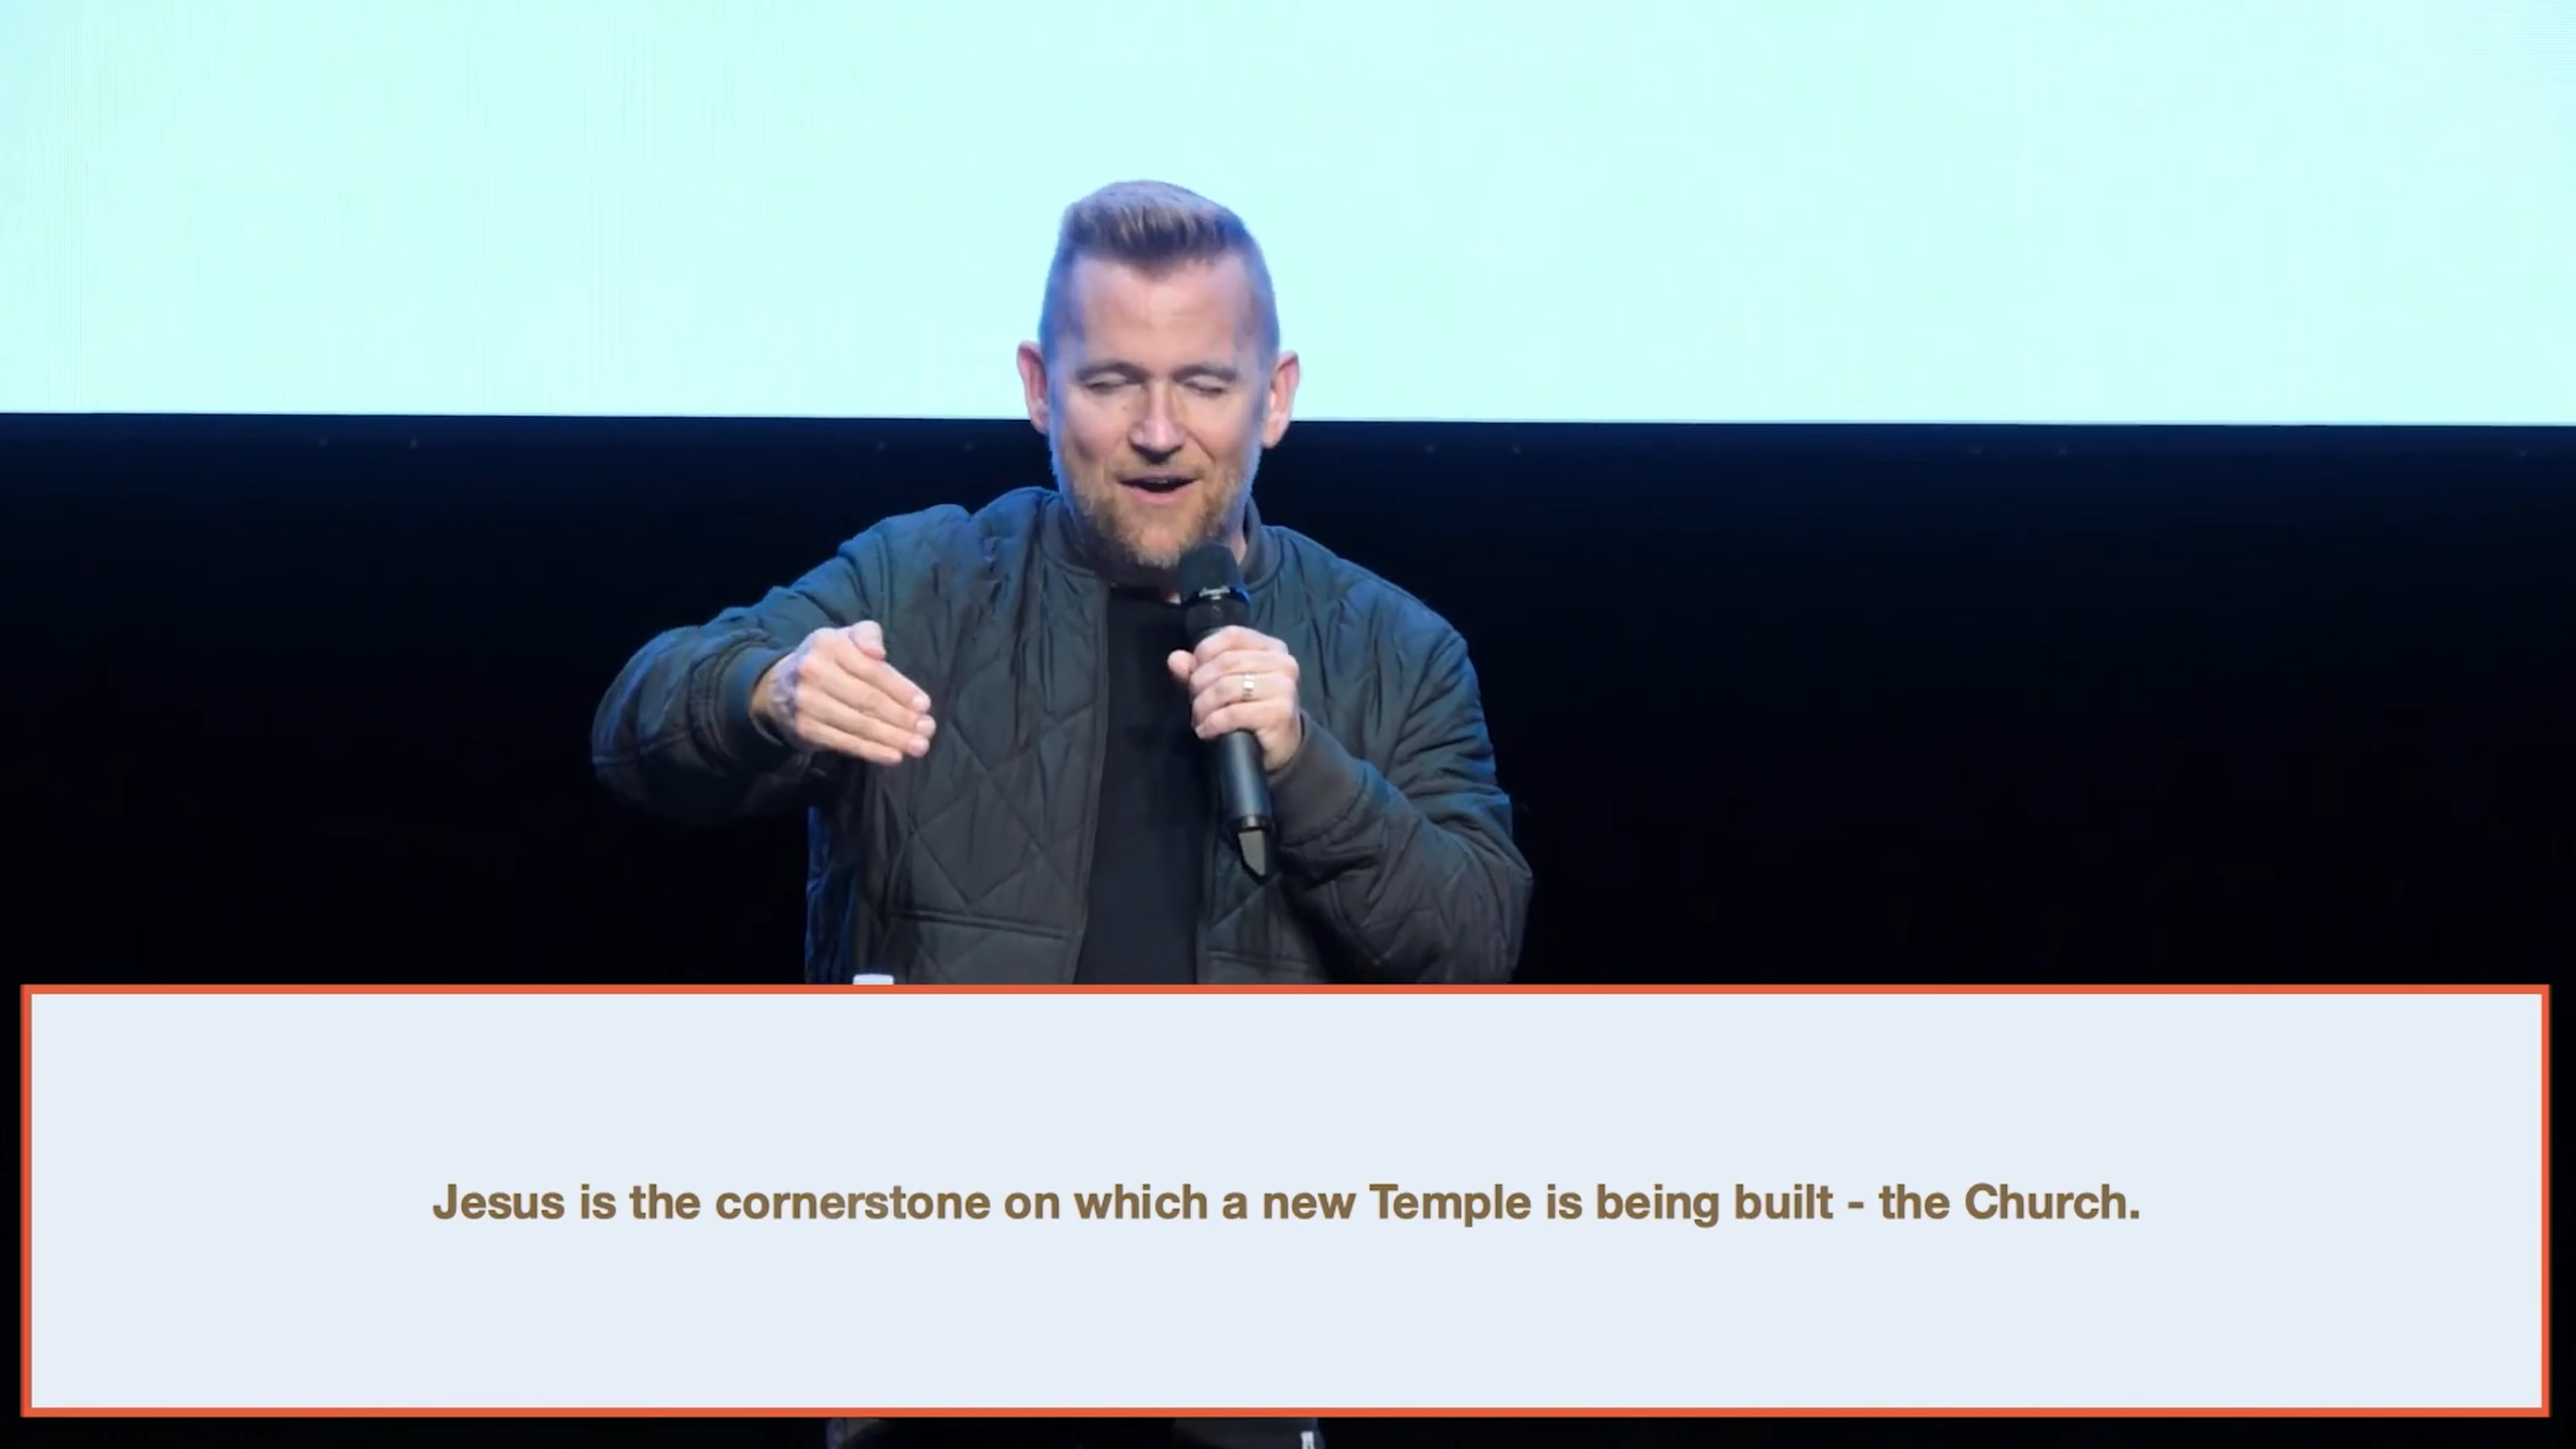 Jesus is the cornerstone on which a new Temple is being built - the Church.